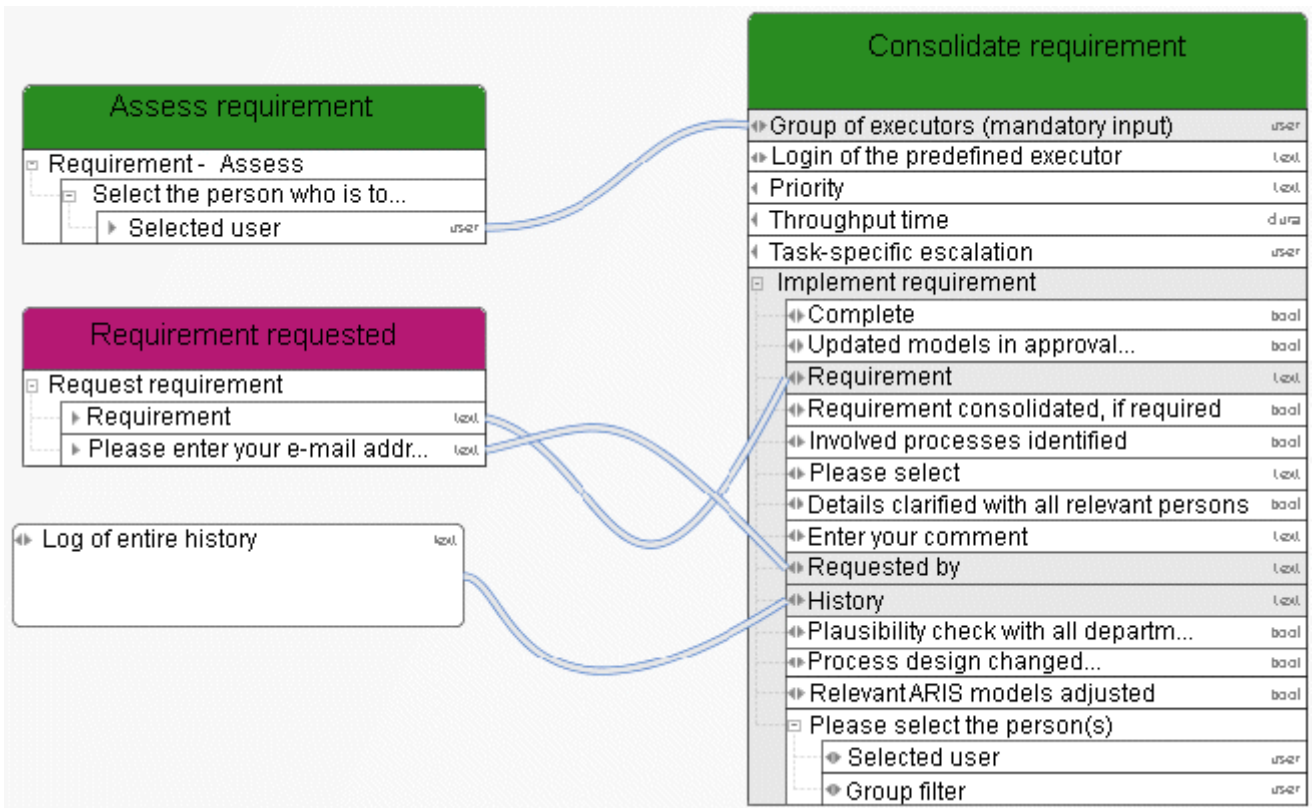 Assess requirement
Requirement - Assess
Select the person who is to...
Selected user user
Requirement requested
Request requirement
Requirement text
Please enter your e-mail addr... text
Log of entire history text
Consolidate requirement
Group of executors (mandatory input) user
Login of the predefined executor text
Priority text
Throughput time dura
Task-specific escalation user
Implement requirement
Complete bool
Updated models in approval... bool
Requirement text
Requirement consolidated, if required bool
Involved processes identified bool
Please select text
Details clarified with all relevant persons bool
Enter your comment text
Requested by text
History text
Plausibility check with all departm... bool
Process design changed... bool
Relevant ARIS models adjusted bool
Please select the person(s)
Selected user user
Group filter user